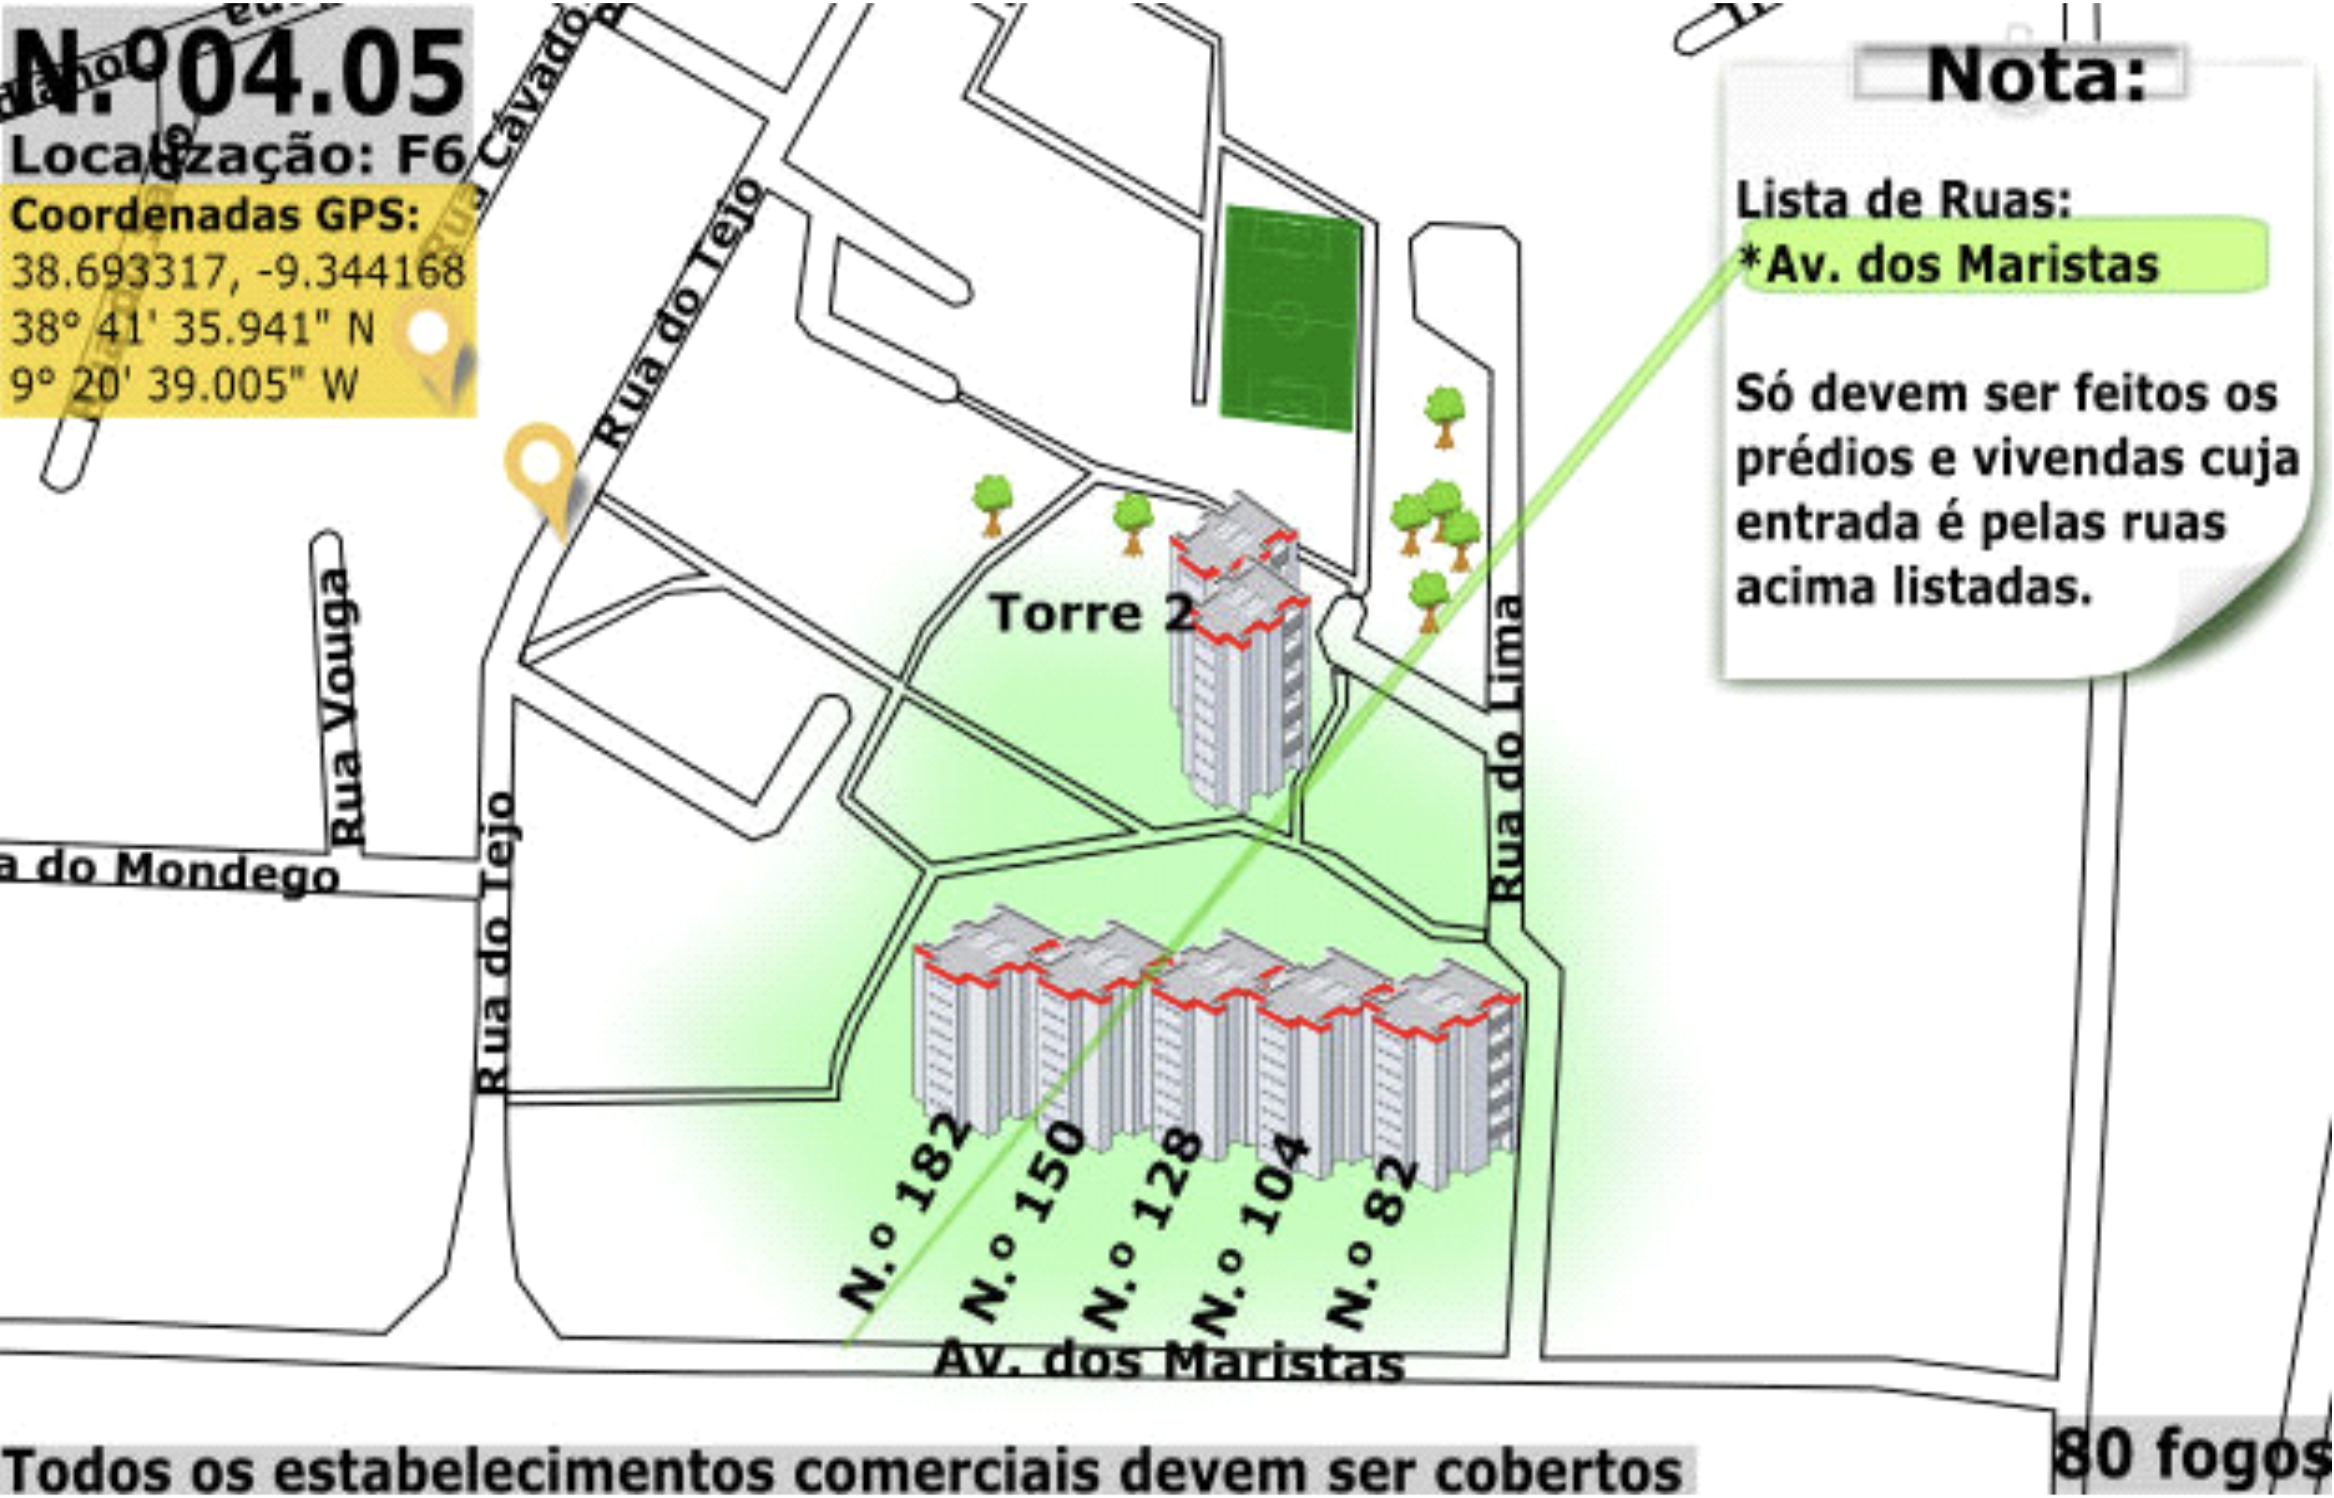 N.º 04.05
Localização: F6
Coordenadas GPS:
38.693317, -9.344168
38° 41' 35.941" N
9° 20' 39.005" W
Rua Cávado
Rua do Tejo
Nota:
Lista de Ruas:
*Av. dos Maristas
Só devem ser feitos os
prédios e vivendas cuja
entrada é pelas ruas
acima listadas.
Torre 2
Rua do Lima
Rua Vouga
a do Mondego
Rua do Tejo
N.º 182
N.º 150
N.º 128
N.º 104
N.º 82
Av. dos Maristas
Todos os estabelecimentos comerciais devem ser cobertos
80 fogos